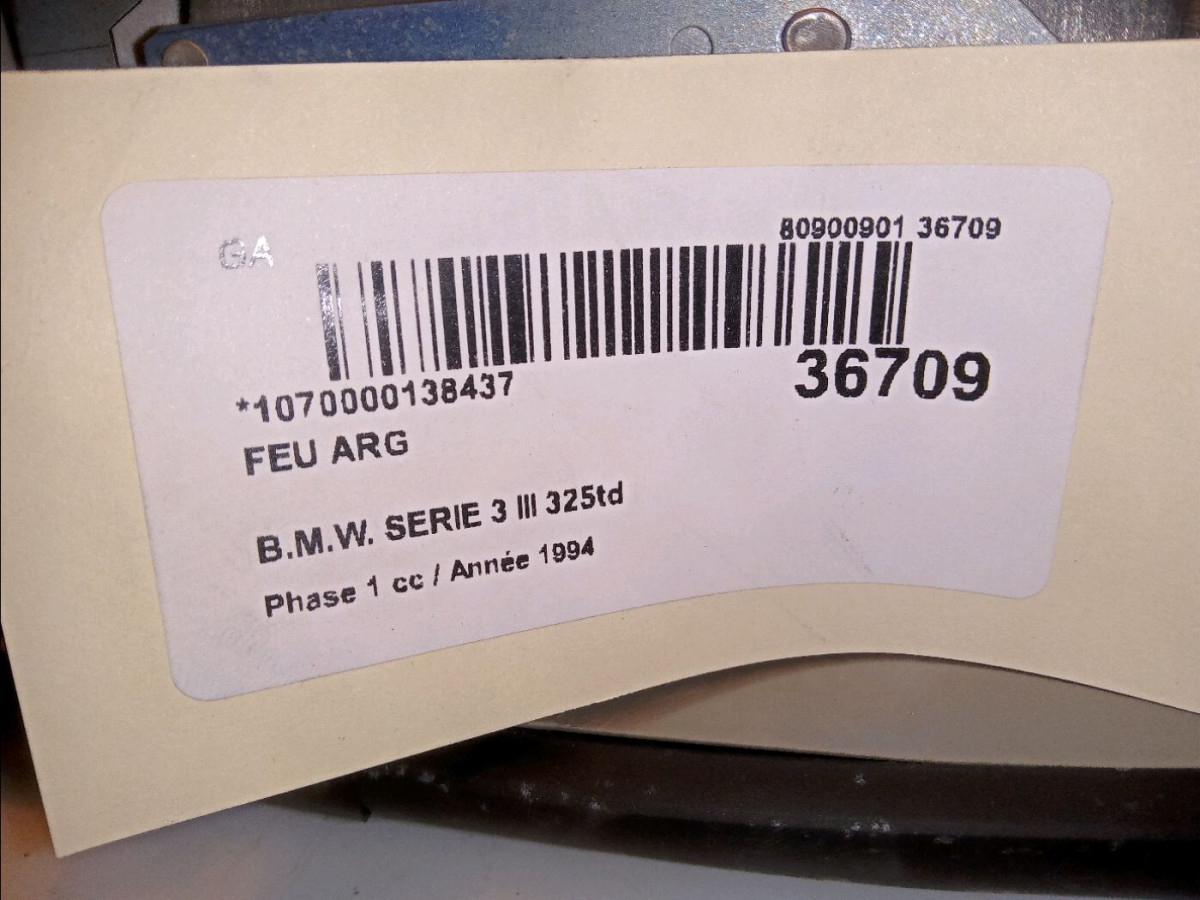 GA
80900901 36709
36709
*1070000138437
FEU ARG
B.M.W. SERIE 3 III 325td
Phase 1 cc / Année 1994